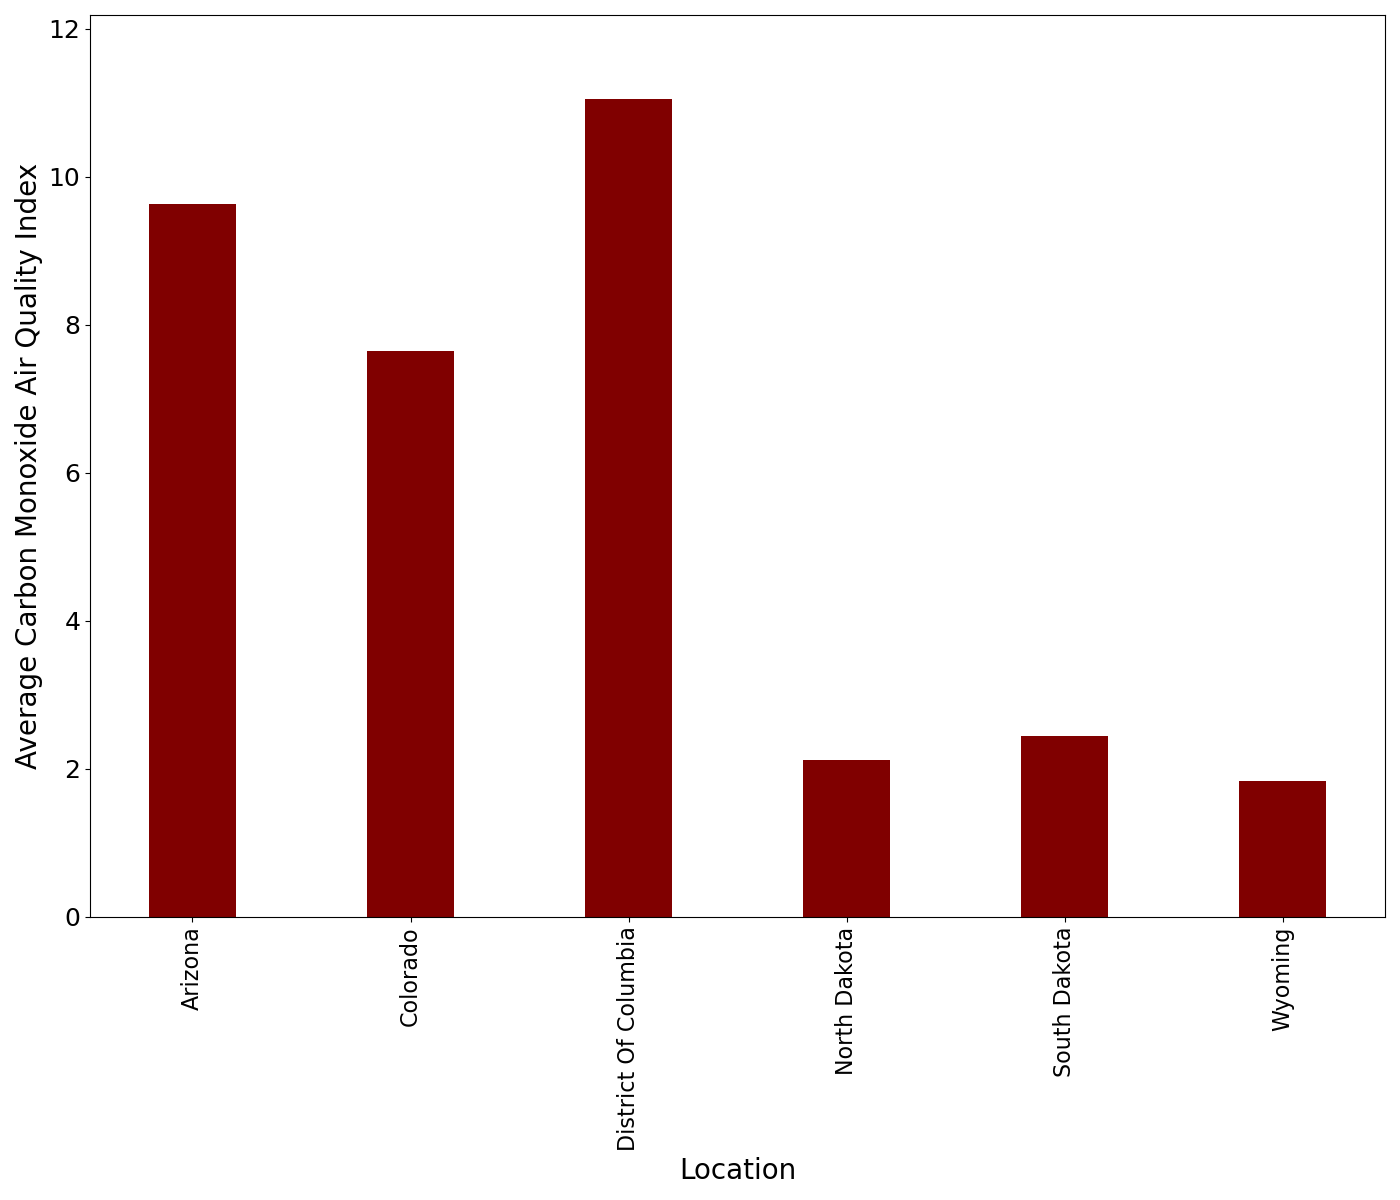 12
10
8
6
4
2
0
Average Carbon Monoxide Air Quality Index
Arizona
Colorado
District Of Columbia
North Dakota
South Dakota
Wyoming
Location